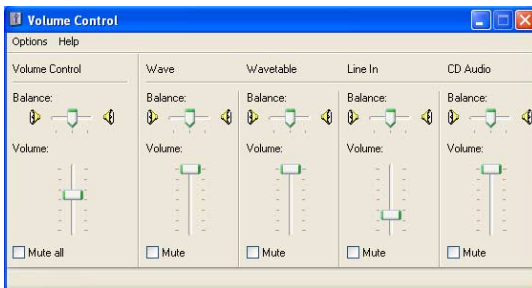 Volume Control
Options Help
Volume Control Wave Wavetable Line In CD Audio
Balance: Balance: Balance: Balance: Balance:
Volume: Volume: Volume: Volume: Volume:
Mute all Mute Mute Mute Mute